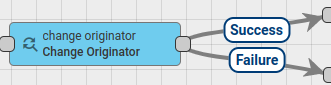 change originator
Change Originator
Success
Failure